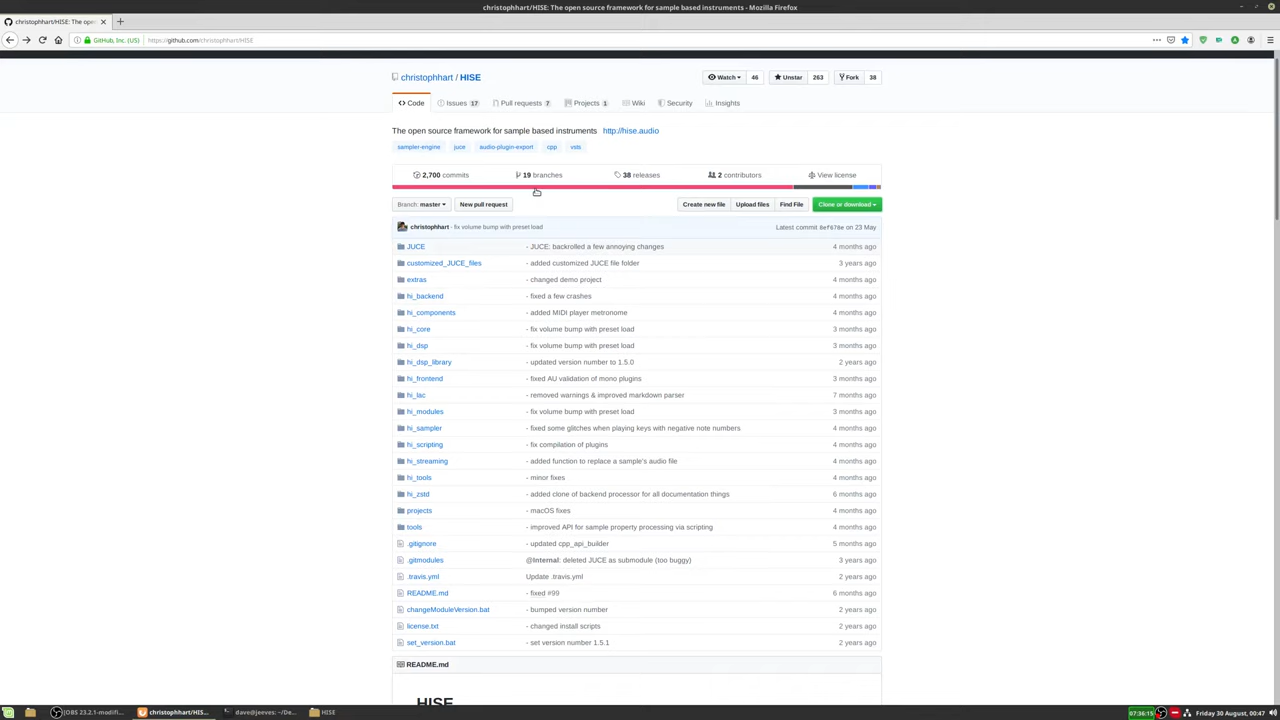 christophhart/HISE: The open source framework for sample based instruments - Mozilla Firefox
christophhart/HISE: The ope
GitHub, Inc. (US) https://github.com/christophhart/HISE
christophhart / HISE
Watch 46 Unstar 263 Fork 38
Code Issues 17 Pull requests 7 Projects 1 Wiki Security Insights
The open source framework for sample based instruments http://hise.audio
sampler-engine juce audio-plugin-export cpp vsts
2,700 commits 19 branches 38 releases 2 contributors View license
Branch: master New pull request Create new file Upload files Find File Clone or download
christophhart - fix volume bump with preset load Latest commit 8ef678e on 23 May
JUCE - JUCE: backrolled a few annoying changes 4 months ago
customized_JUCE_files - added customized JUCE file folder 3 years ago
extras - changed demo project 4 months ago
hi_backend - fixed a few crashes 4 months ago
hi_components - added MIDI player metronome 4 months ago
hi_core - fix volume bump with preset load 3 months ago
hi_dsp - fix volume bump with preset load 3 months ago
hi_dsp_library - updated version number to 1.5.0 2 years ago
hi_frontend - fixed AU validation of mono plugins 3 months ago
hi_lac - removed warnings & improved markdown parser 7 months ago
hi_modules - fix volume bump with preset load 3 months ago
hi_sampler - fixed some glitches when playing keys with negative note numbers 4 months ago
hi_scripting - fix compilation of plugins 4 months ago
hi_streaming - added function to replace a sample's audio file 4 months ago
hi_tools - minor fixes 4 months ago
hi_zstd - added clone of backend processor for all documentation things 6 months ago
projects - macOS fixes 4 months ago
tools - improved API for sample property processing via scripting 4 months ago
.gitignore - updated cpp_api_builder 5 months ago
.gitmodules @Internal: deleted JUCE as submodule (too buggy) 3 years ago
.travis.yml Update .travis.yml 2 years ago
README.md - fixed #99 6 months ago
changeModuleVersion.bat - bumped version number 2 years ago
license.txt - changed install scripts 2 years ago
set_version.bat - set version number 1.5.1 2 years ago
README.md
HISE
[OBS 23.2.1-modifi... christophhart/HIS... dave@jeeves: ~/De... HISE 07:36:15 Friday 30 August, 00:47